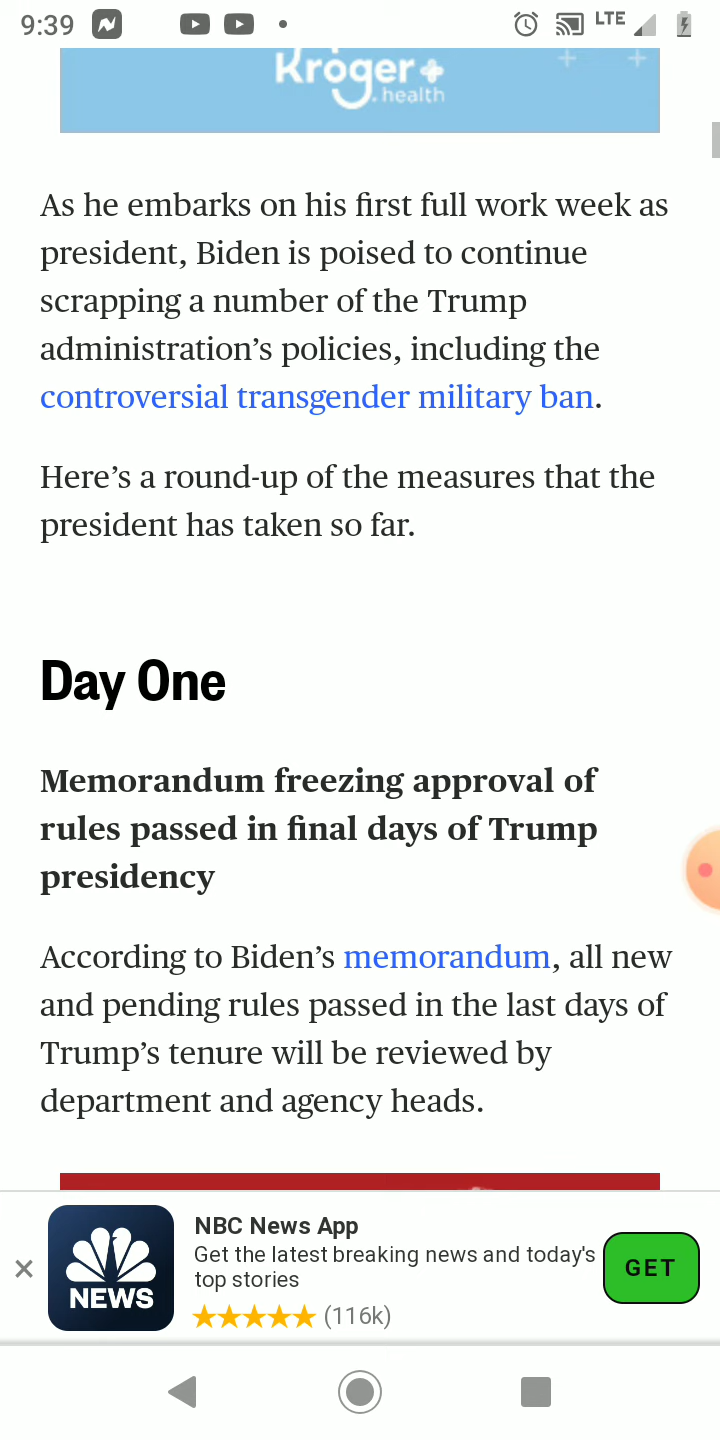 9:39
LTE
Kroger
health
As he embarks on his first full work week as
president, Biden is poised to continue
scrapping a number of the Trump
administration’s policies, including the
controversial transgender military ban.
Here’s a round-up of the measures that the
president has taken so far.
Day One
Memorandum freezing approval of
rules passed in final days of Trump
presidency
According to Biden’s memorandum, all new
and pending rules passed in the last days of
Trump’s tenure will be reviewed by
department and agency heads.
NEWS
NBC News App
Get the latest breaking news and today's
top stories
(116k)
GET